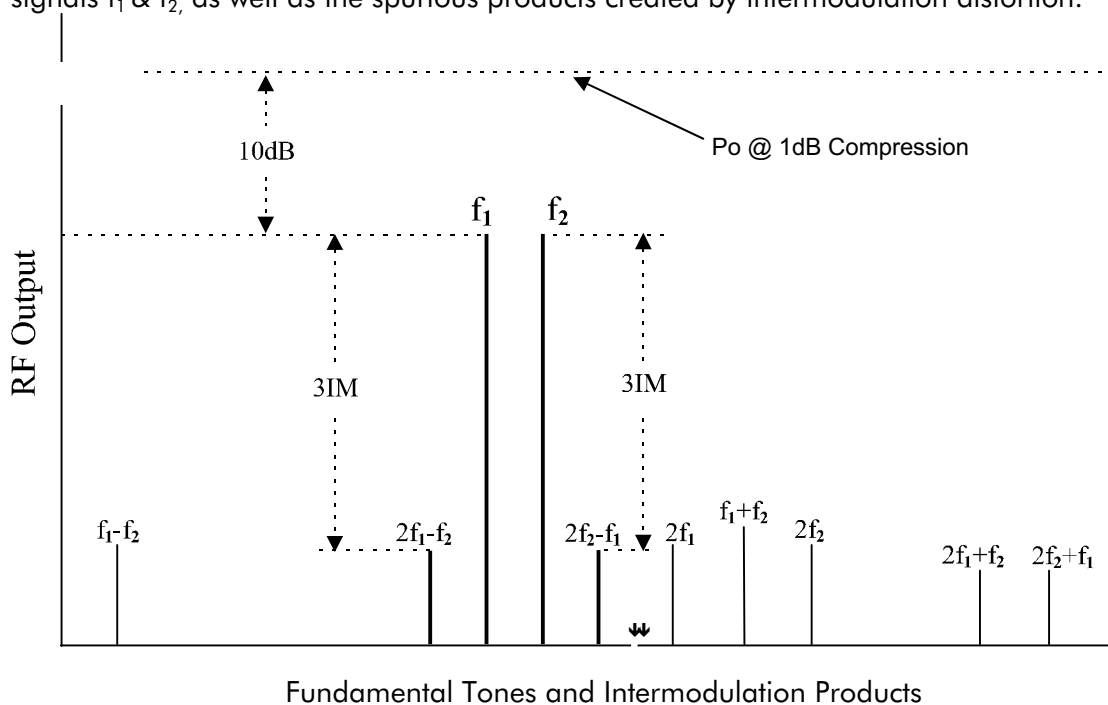 signals f₁ & f₂, as well as the spurious products created by intermodulation distortion.
10dB
Po @ 1dB Compression
f₁ f₂
RF Output
3IM 3IM
f₁-f₂ 2f₁-f₂ 2f₂-f₁ 2f₁ f₁+f₂ 2f₂ 2f₁+f₂ 2f₂+f₁
Fundamental Tones and Intermodulation Products